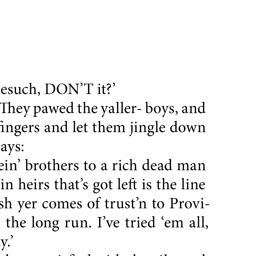 esuch, DON'T it?'
They pawed the yaller- boys, and
fingers and let them jingle down
ays:
ein' brothers to a rich dead man
in heirs that's got left is the line
sh yer comes of trust'n to Provi-
the long run. I've tried 'em all,
y.'